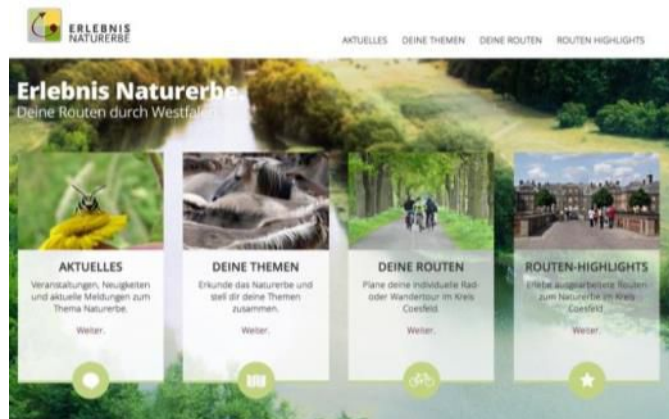 ERLEBNIS
NATURERBE
AKTUELLES DEINE THEMEN DEINE ROUTEN ROUTEN HIGHLIGHTS
Erlebnis Naturerbe.
Deine Routen durch Westfalen
AKTUELLES
Veranstaltungen, Neuigkeiten
und aktuelle Meldungen zum
Thema Naturerbe.
Weiter.
DEINE THEMEN
Erkunde das Naturerbe und
stell dir deine Themen
zusammen.
Weiter.
DEINE ROUTEN
Plane deine individuelle Rad-
oder Wandertour im Kreis
Coesfeld.
Weiter.
ROUTEN-HIGHLIGHTS
Erlebe ausgearbeitete Routen
zum Naturerbe im Kreis
Coesfeld.
Weiter.